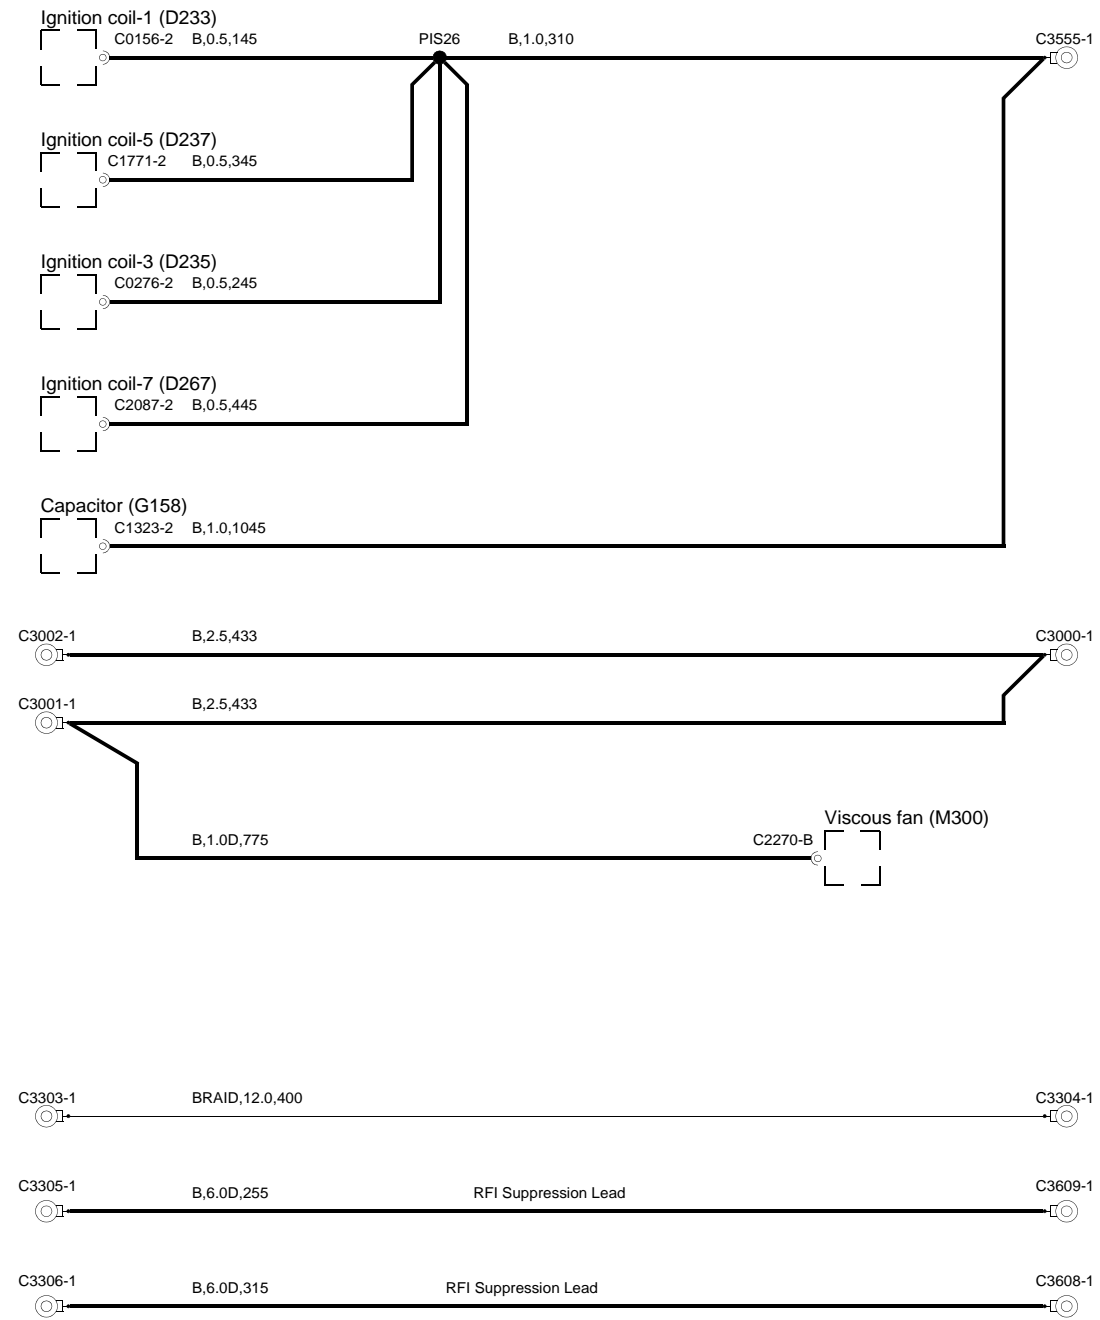 Ignition coil-1 (D233)
C0156-2 B,0.5,145 PIS26 B,1.0,310 C3555-1
Ignition coil-5 (D237)
C1771-2 B,0.5,345
Ignition coil-3 (D235)
C0276-2 B,0.5,245
Ignition coil-7 (D267)
C2087-2 B,0.5,445
Capacitor (G158)
C1323-2 B,1.0,1045
C3002-1 B,2.5,433 C3000-1
C3001-1 B,2.5,433
Viscous fan (M300)
B,1.0D,775 C2270-B
C3303-1 BRAID,12.0,400 C3304-1
C3305-1 B,6.0D,255 RFI Suppression Lead C3609-1
C3306-1 B,6.0D,315 RFI Suppression Lead C3608-1